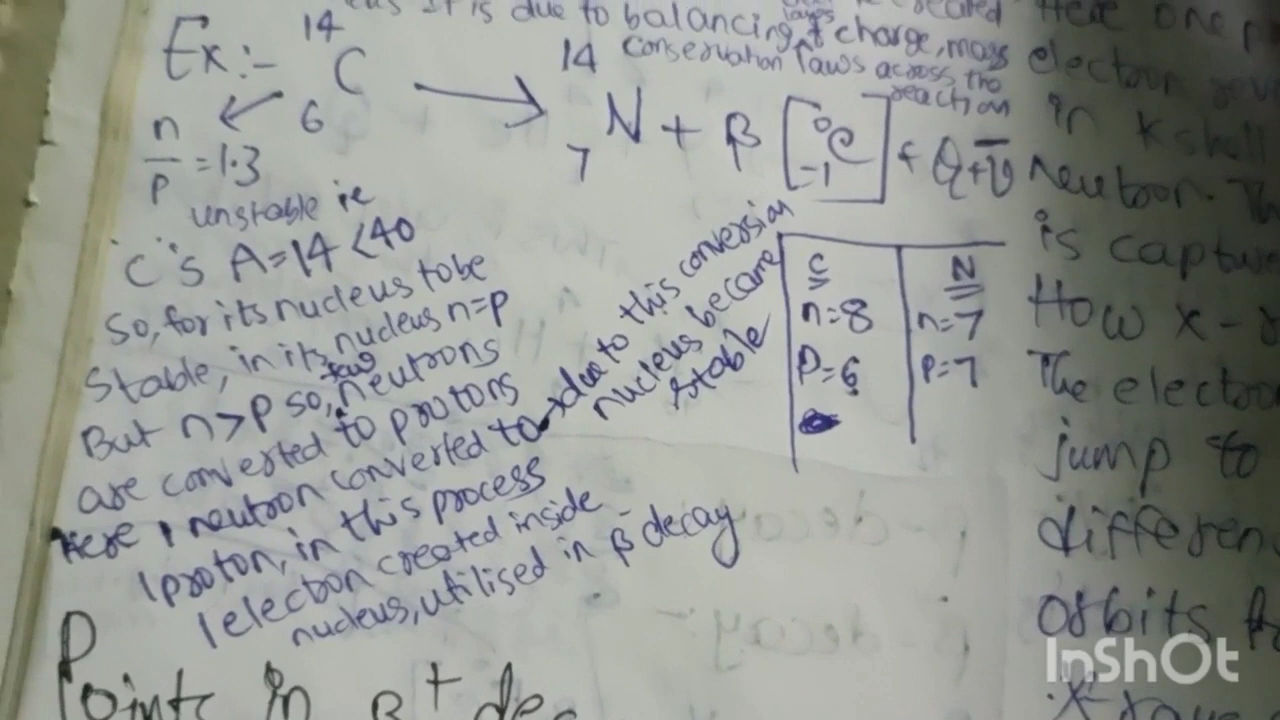 it is due to balancing of charge, mass
laws
conservation laws across the
reaction
Ex:- 14 C 6 → 14 N 7 + β [0 e -1] + Q + ν̄
n/p = 1.3
unstable ie
'C's A=14<40
So, for its nucleus to be
stable, in its nucleus n=p
But n>p so, few neutrons
are converted to protons
Here 1 neutron converted to
1 proton, in this process
1 electron created inside
nucleus, utilised in β decay
→ due to this conversion
nucleus became
stable
C N
n=8 n=7
P=6 P=7
Points in β+
Here one
electron
in K shell
neutron.
is
How X-
The
jump to
orbits
InShOt